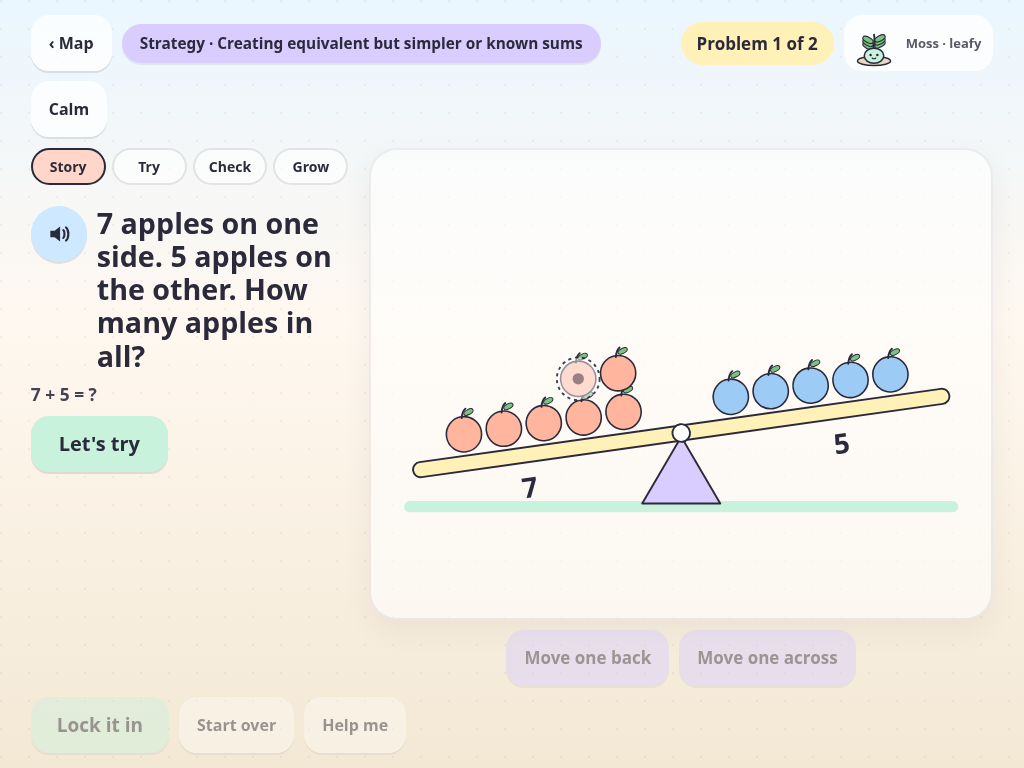 ‹ Map
Strategy · Creating equivalent but simpler or known sums
Problem 1 of 2
Moss · leafy
Calm
Story
Try
Check
Grow
7 apples on one
side. 5 apples on
the other. How
many apples in
all?
7 + 5 = ?
Let's try
7
5
Move one back
Move one across
Lock it in
Start over
Help me